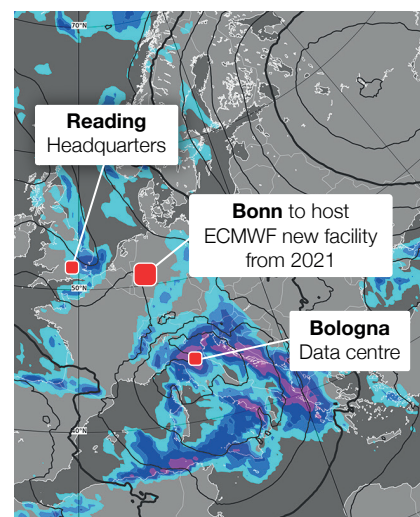 70°N
Reading
Headquarters
Bonn to host
ECMWF new facility
from 2021
50°N
Bologna
Data centre
40°N